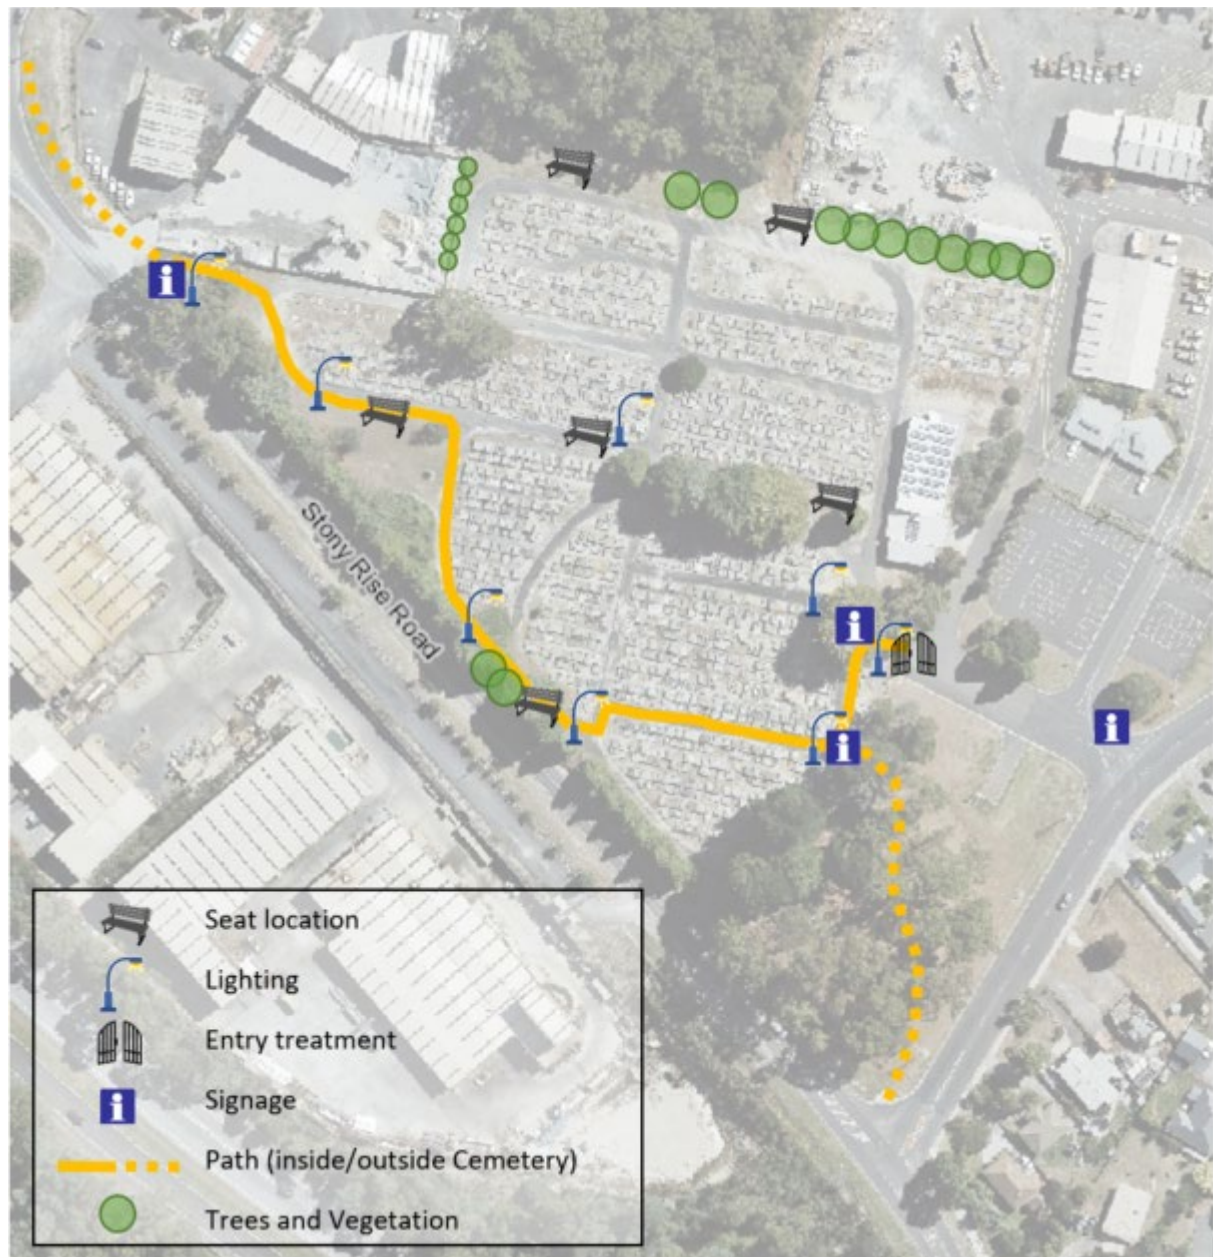 Stony Rise Road
Seat location
Lighting
Entry treatment
Signage
Path (inside/outside Cemetery)
Trees and Vegetation